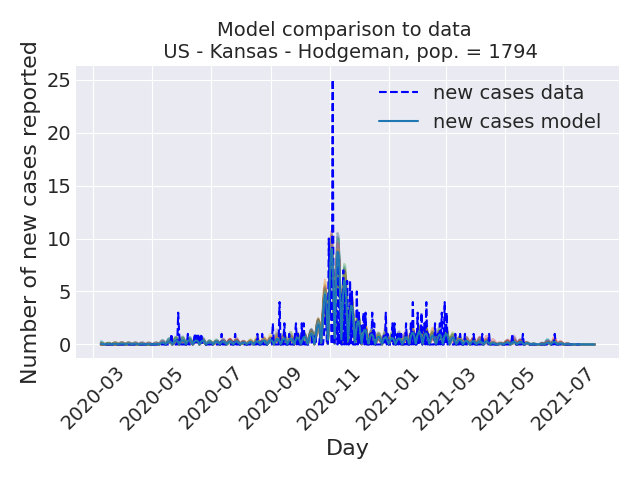 Model comparison to data
US - Kansas - Hodgeman, pop. = 1794
Number of new cases reported
25
20
15
10
5
0
new cases data
new cases model
2020-03
2020-05
2020-07
2020-09
2020-11
2021-01
2021-03
2021-05
2021-07
Day